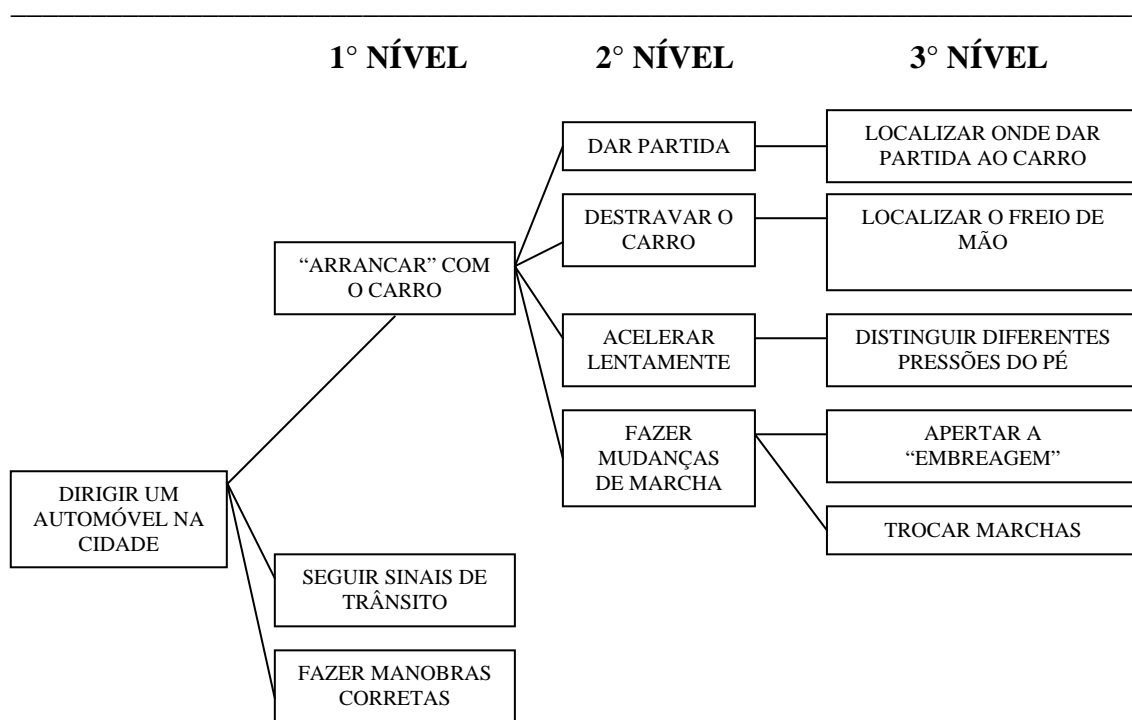 1° NÍVEL 2° NÍVEL 3° NÍVEL
DAR PARTIDA
LOCALIZAR ONDE DAR
PARTIDA AO CARRO
DESTRAVAR O
CARRO
LOCALIZAR O FREIO DE
MÃO
“ARRANCAR” COM
O CARRO
ACELERAR
LENTAMENTE
DISTINGUIR DIFERENTES
PRESSÕES DO PÉ
FAZER
MUDANÇAS
DE MARCHA
APERTAR A
“EMBREAGEM”
TROCAR MARCHAS
DIRIGIR UM
AUTOMÓVEL NA
CIDADE
SEGUIR SINAIS DE
TRÂNSITO
FAZER MANOBRAS
CORRETAS